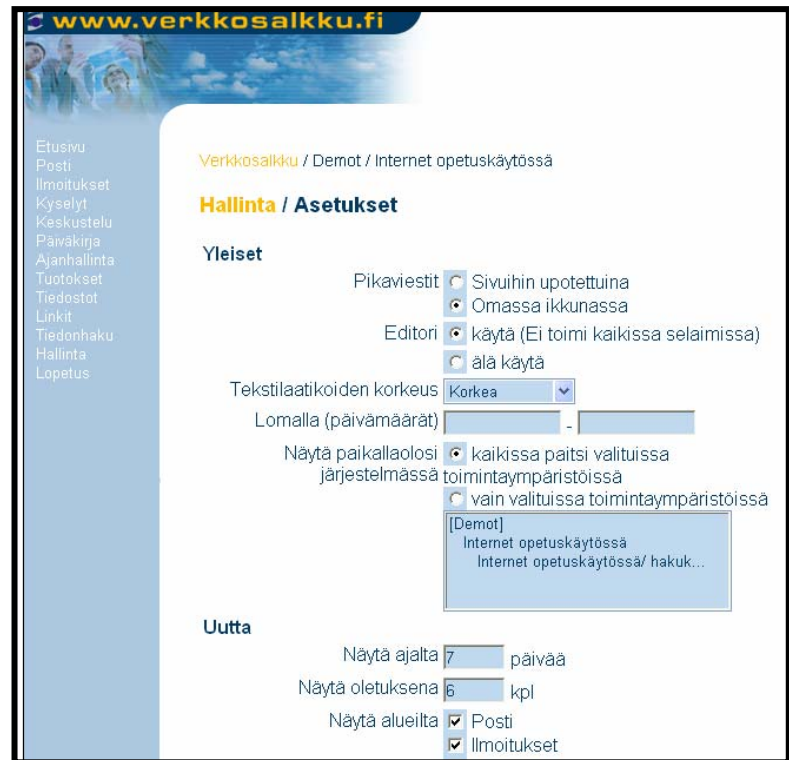 www.verkkosalkku.fi
Etusivu
Posti
Ilmoitukset
Kyselyt
Keskustelu
Päiväkirja
Ajanhallinta
Tuotokset
Tiedostot
Linkit
Tiedonhaku
Hallinta
Lopetus
Verkkosalkku / Demot / Internet opetuskäytössä
Hallinta / Asetukset
Yleiset
Pikaviestit Sivuihin upotettuina
Omassa ikkunassa
Editori käytä (Ei toimi kaikissa selaimissa)
älä käytä
Tekstilaatikoiden korkeus Korkea
Lomalla (päivämäärät) -
Näytä paikallaolosi kaikissa paitsi valituissa
järjestelmässä toimintaympäristöissä
vain valituissa toimintaympäristöissä
[Demot]
Internet opetuskäytössä
Internet opetuskäytössä/ hakuk...
Uutta
Näytä ajalta 7 päivää
Näytä oletuksena 6 kpl
Näytä alueilta Posti
Ilmoitukset